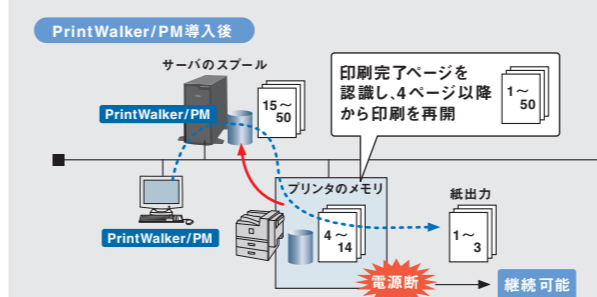 PrintWalker/PM導入後
サーバのスプール
PrintWalker/PM
15～
50
印刷完了ページを
認識し、4ページ以降
から印刷を再開
1～
50
PrintWalker/PM
プリンタのメモリ
4～
14
紙出力
1～
3
電源断
継続可能